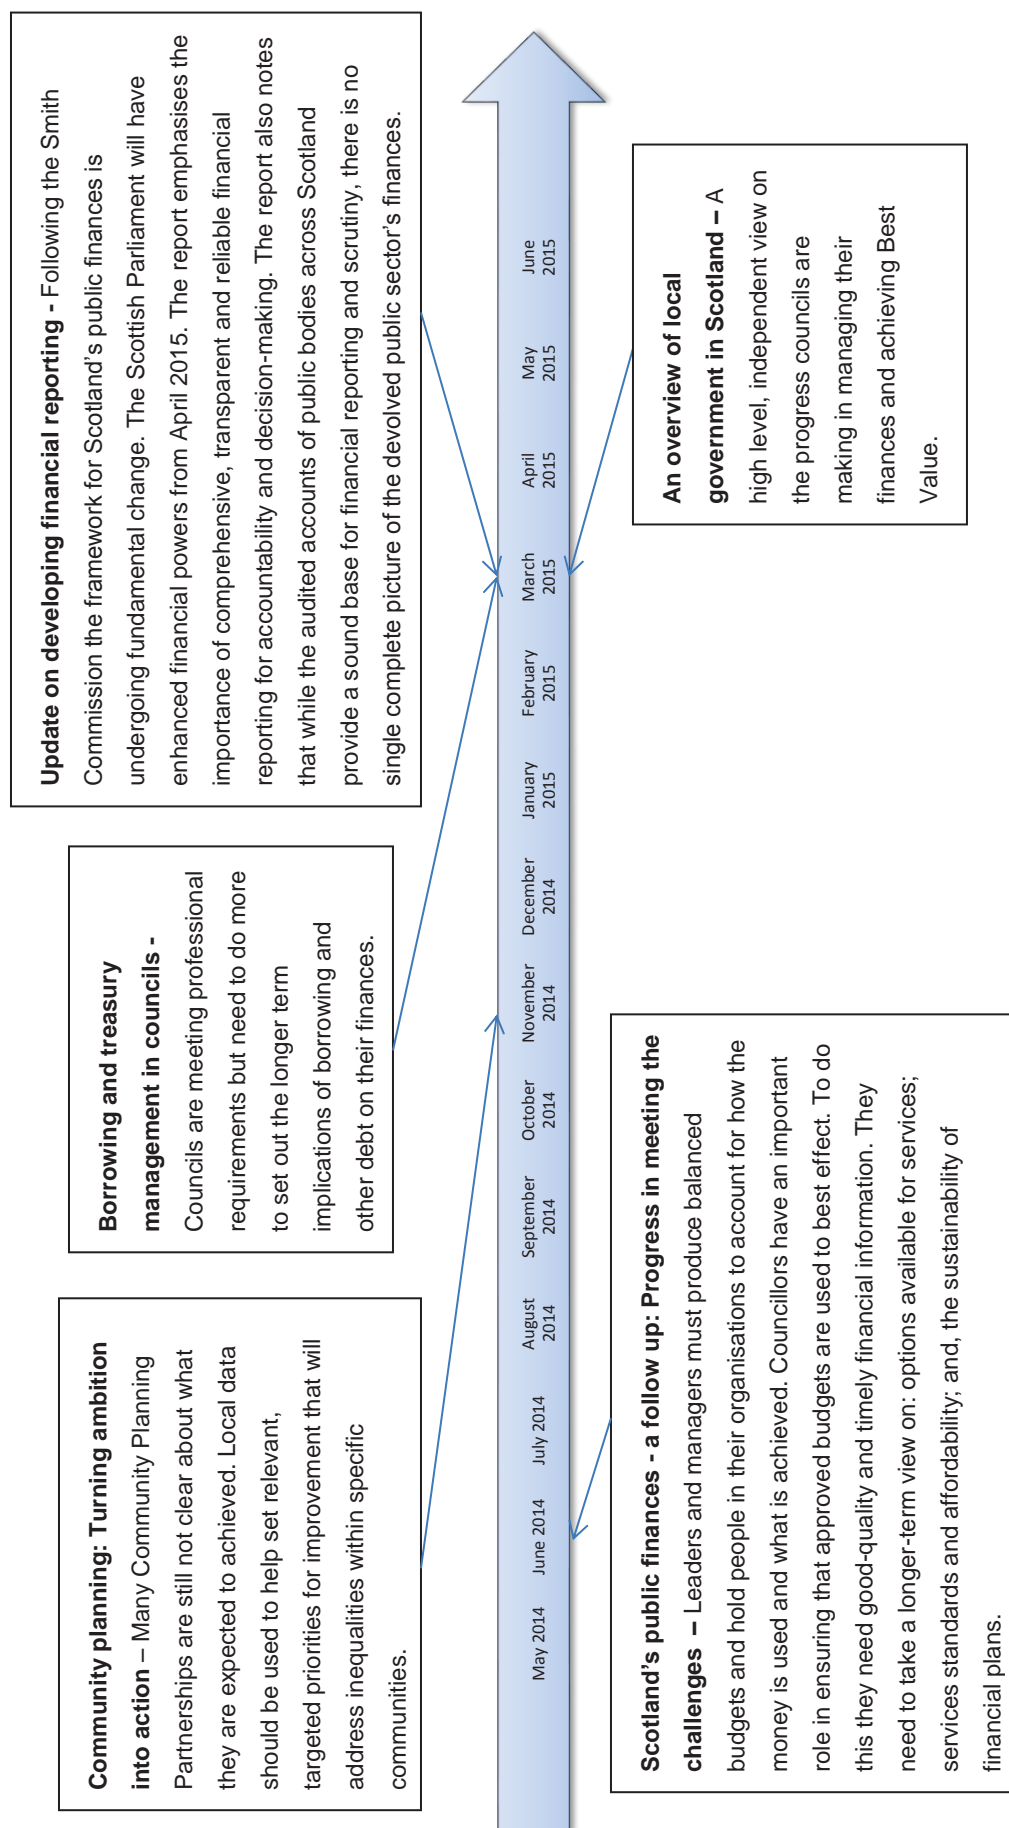 Community planning: Turning ambition
into action – Many Community Planning
Partnerships are still not clear about what
they are expected to achieved. Local data
should be used to help set relevant,
targeted priorities for improvement that will
address inequalities within specific
communities.
Borrowing and treasury
management in councils -
Councils are meeting professional
requirements but need to do more
to set out the longer term
implications of borrowing and
other debt on their finances.
Update on developing financial reporting - Following the Smith
Commission the framework for Scotland's public finances is
undergoing fundamental change. The Scottish Parliament will have
enhanced financial powers from April 2015. The report emphasises the
importance of comprehensive, transparent and reliable financial
reporting for accountability and decision-making. The report also notes
that while the audited accounts of public bodies across Scotland
provide a sound base for financial reporting and scrutiny, there is no
single complete picture of the devolved public sector's finances.
May 2014
June 2014
July 2014
August
2014
September
2014
October
2014
November
2014
December
2014
January
2015
February
2015
March
2015
April
2015
May
2015
June
2015
Scotland's public finances - a follow up: Progress in meeting the
challenges – Leaders and managers must produce balanced
budgets and hold people in their organisations to account for how the
money is used and what is achieved. Councillors have an important
role in ensuring that approved budgets are used to best effect. To do
this they need good-quality and timely financial information. They
need to take a longer-term view on: options available for services;
services standards and affordability; and, the sustainability of
financial plans.
An overview of local
government in Scotland – A
high level, independent view on
the progress councils are
making in managing their
finances and achieving Best
Value.